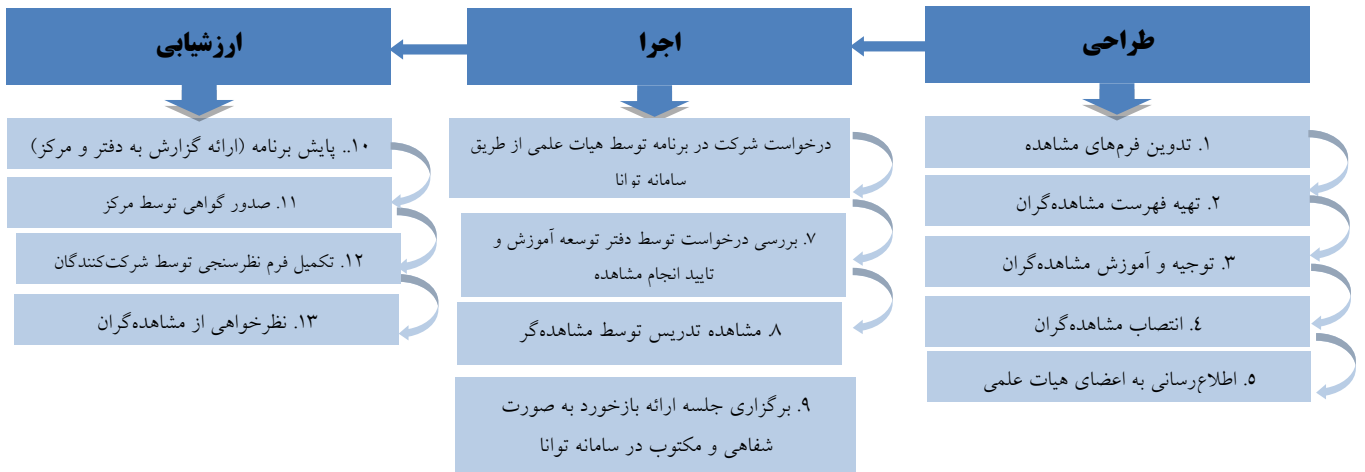 طراحی
۱. تدوین فرم‌های مشاهده
۲. تهیه فهرست مشاهده‌گران
۳. توجیه و آموزش مشاهده‌گران
٤. انتصاب مشاهده‌گران
٥. اطلاع‌رسانی به اعضای هیات علمی
اجرا
درخواست شرکت در برنامه توسط هیات علمی از طریق
سامانه توانا
۷. بررسی درخواست توسط دفتر توسعه آموزش و
تایید انجام مشاهده
۸. مشاهده تدریس توسط مشاهده‌گر
۹. برگزاری جلسه ارائه بازخورد به صورت
شفاهی و مکتوب در سامانه توانا
ارزشیابی
۱۰.. پایش برنامه (ارائه گزارش به دفتر و مرکز)
۱۱. صدور گواهی توسط مرکز
۱۲. تکمیل فرم نظرسنجی توسط شرکت‌کنندگان
۱۳. نظرخواهی از مشاهده‌گران